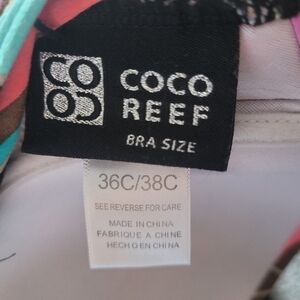 COCO
REEF
BRA SIZE
36C/38C
SEE REVERSE FOR CARE
MADE IN CHINA
FABRIQUE A CHINE
HECHO EN CHINA